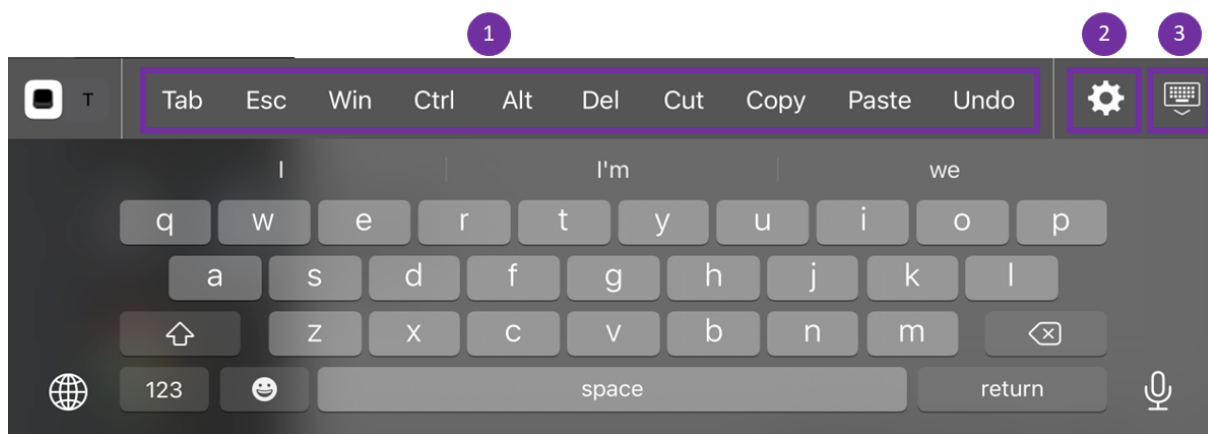 1 2 3
T Tab Esc Win Ctrl Alt Del Cut Copy Paste Undo
I I'm we
q w e r t y u i o p
a s d f g h j k l
z x c v b n m
123 space return